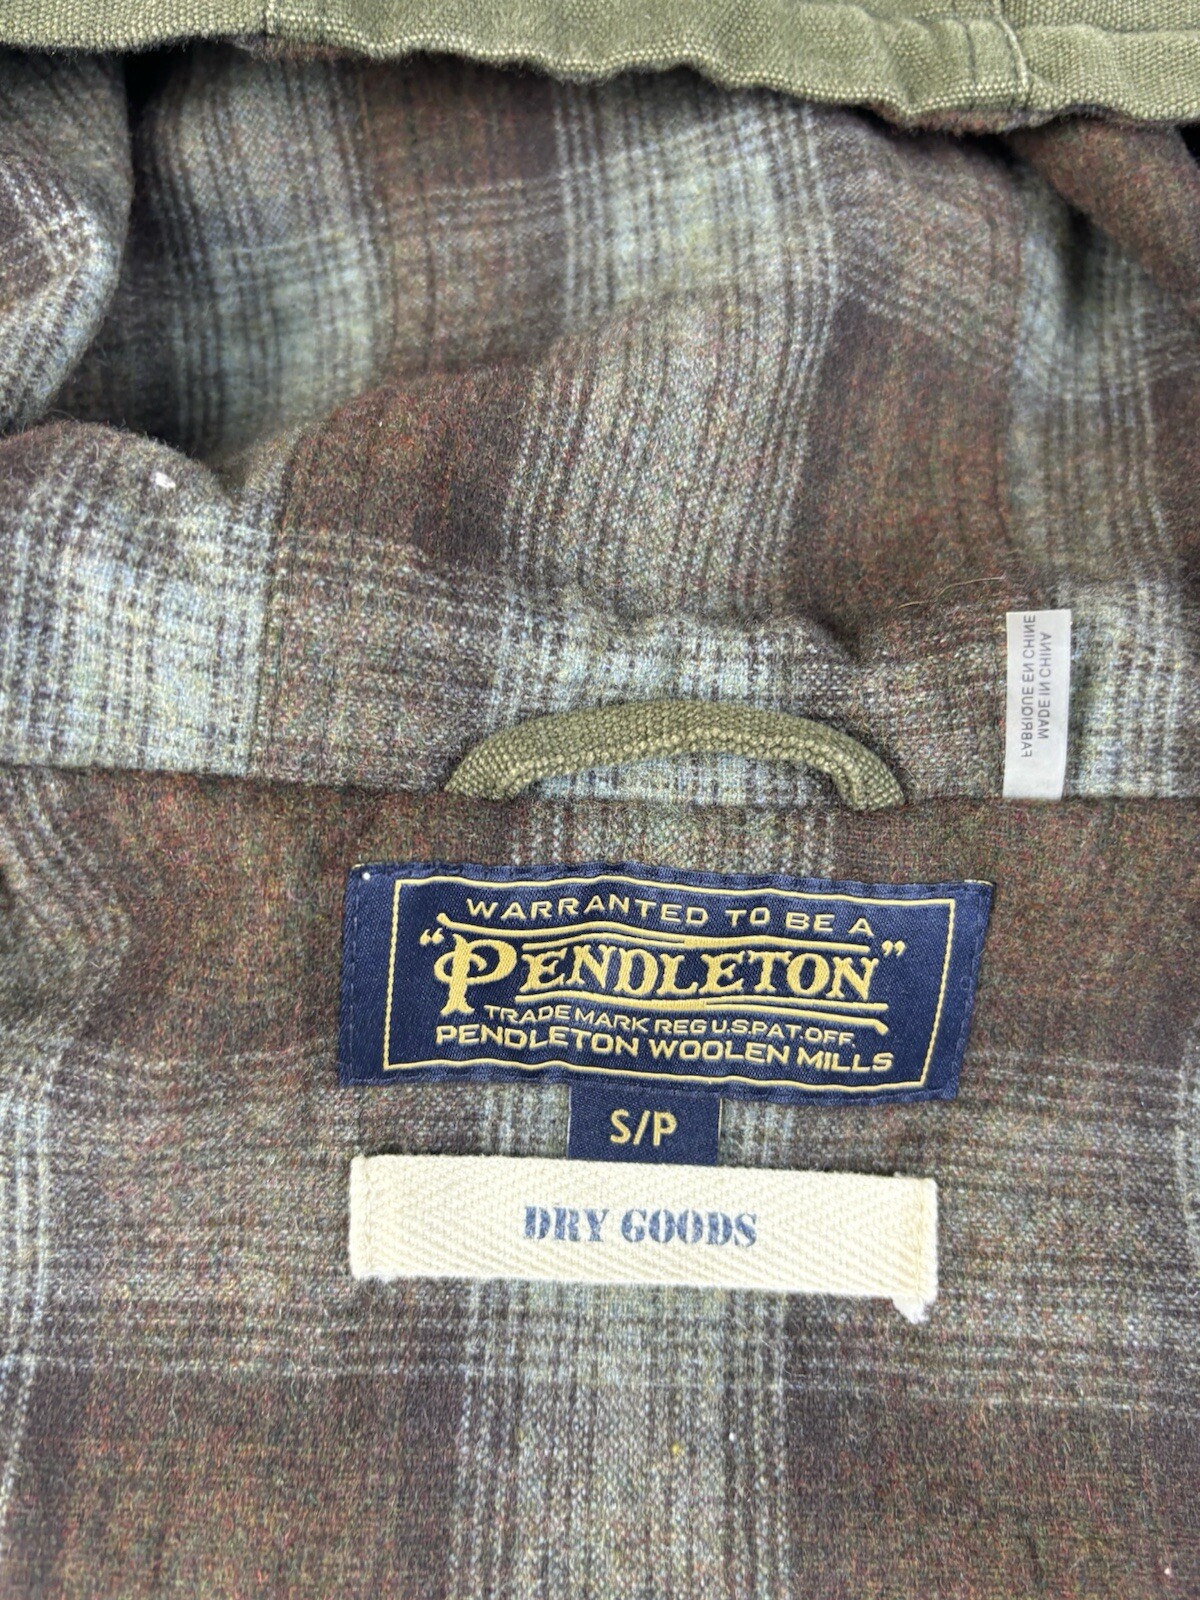 MADE IN CHINA
FABRIQUÉ EN CHINE
WARRANTED TO BE A
"PENDLETON"
TRADE MARK REG U.S.PAT.OFF.
PENDLETON WOOLEN MILLS
S/P
DRY GOODS